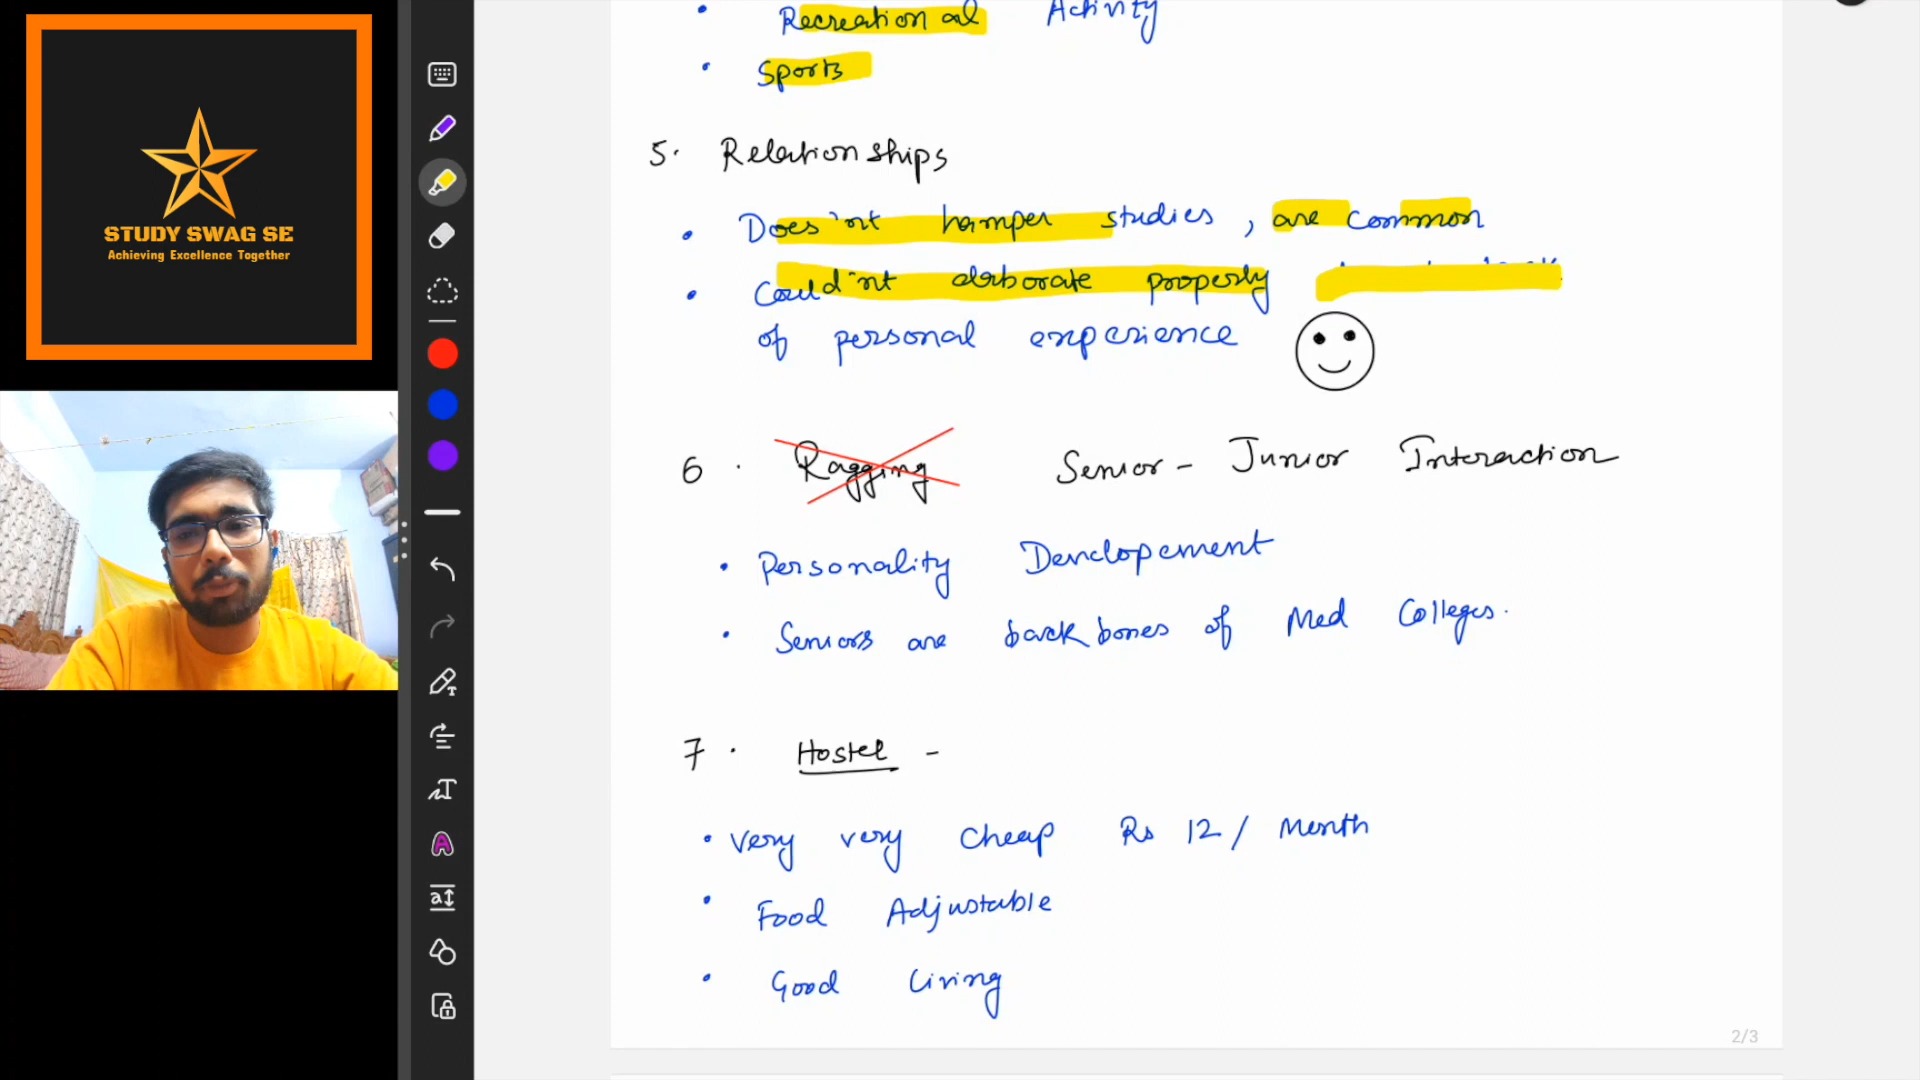 STUDY SWAG SE
Achieving Excellence Together
• Recreational Activity
• Sports
5. Relationships
• Does'nt hamper studies, are common
• Could'nt elaborate properly
of personal experience
6. Ragging Senior - Junior Interaction
• Personality Developement
• Seniors are backbones of Med Colleges.
7. Hostel -
• Very very cheap Rs 12 / Month
• Food Adjustable
• Good Living
2/3